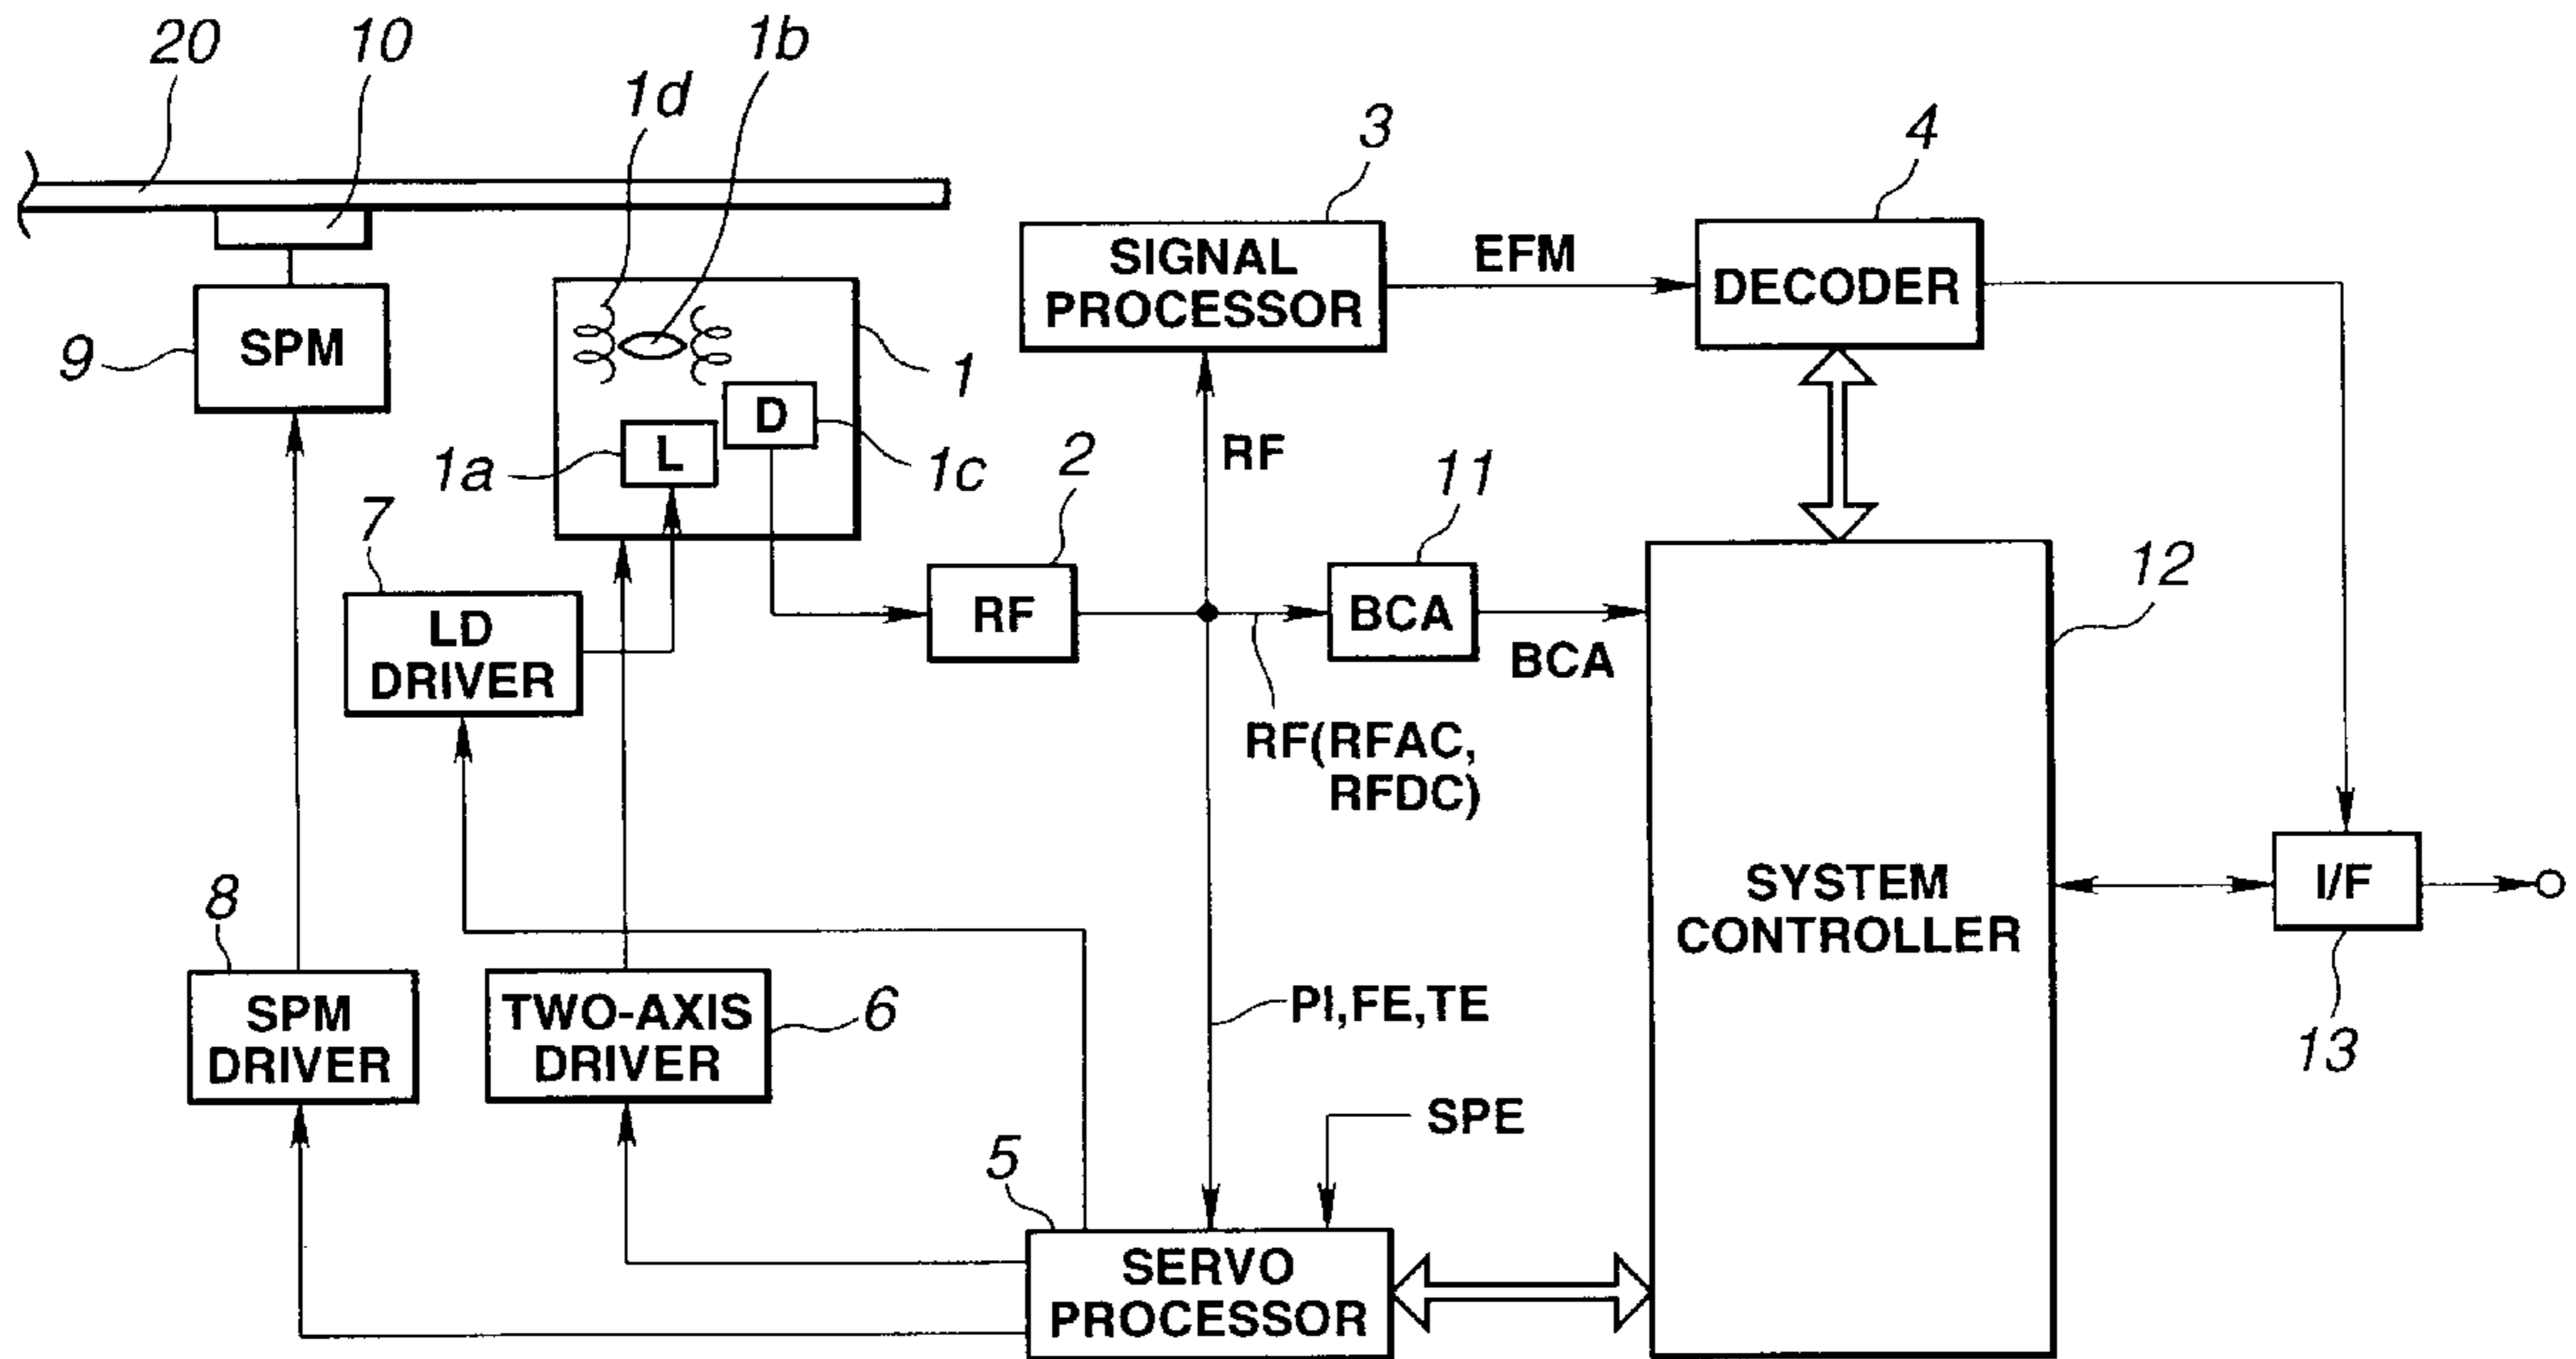 20
10
1b
1d
3
4
SIGNAL
PROCESSOR
EFM
DECODER
9
SPM
1
D
1a
L
1c
2
RF
11
7
12
LD
DRIVER
RF
BCA
BCA
RF(RFAC,
RFDC)
8
SYSTEM
CONTROLLER
I/F
13
SPM
DRIVER
TWO-AXIS
DRIVER
6
PI,FE,TE
SPE
5
SERVO
PROCESSOR